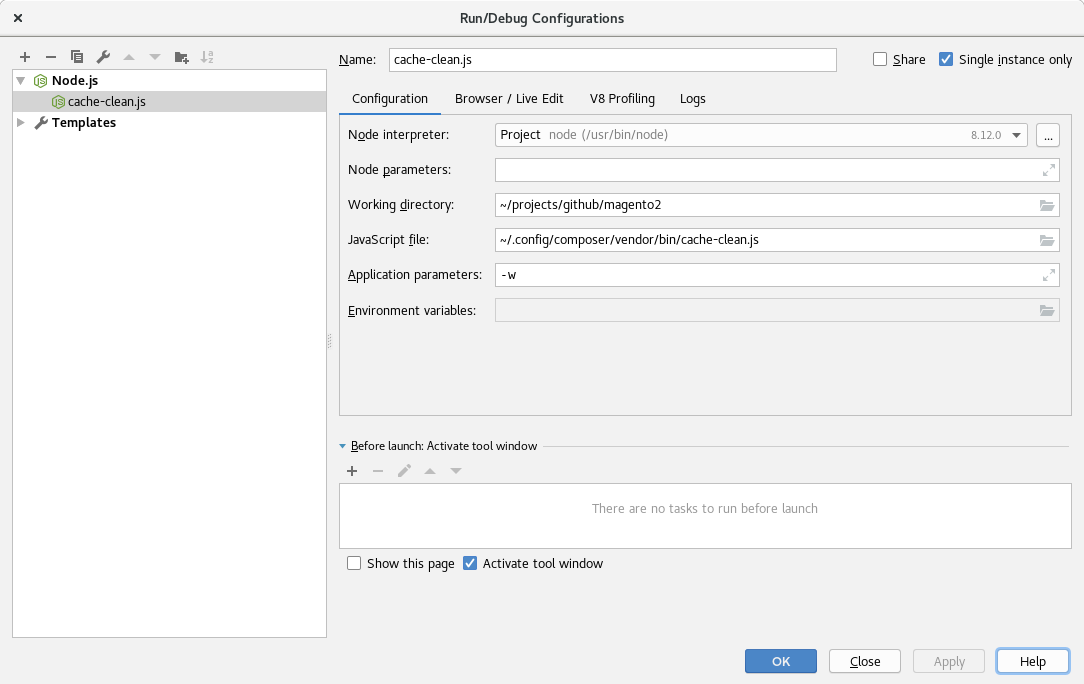 Run/Debug Configurations
Node.js
cache-clean.js
Templates
Name: cache-clean.js Share Single instance only
Configuration Browser / Live Edit V8 Profiling Logs
Node interpreter: Project node (/usr/bin/node) 8.12.0 ...
Node parameters:
Working directory: ~/projects/github/magento2
JavaScript file: ~/.config/composer/vendor/bin/cache-clean.js
Application parameters: -w
Environment variables:
Before launch: Activate tool window
There are no tasks to run before launch
Show this page Activate tool window
OK Close Apply Help